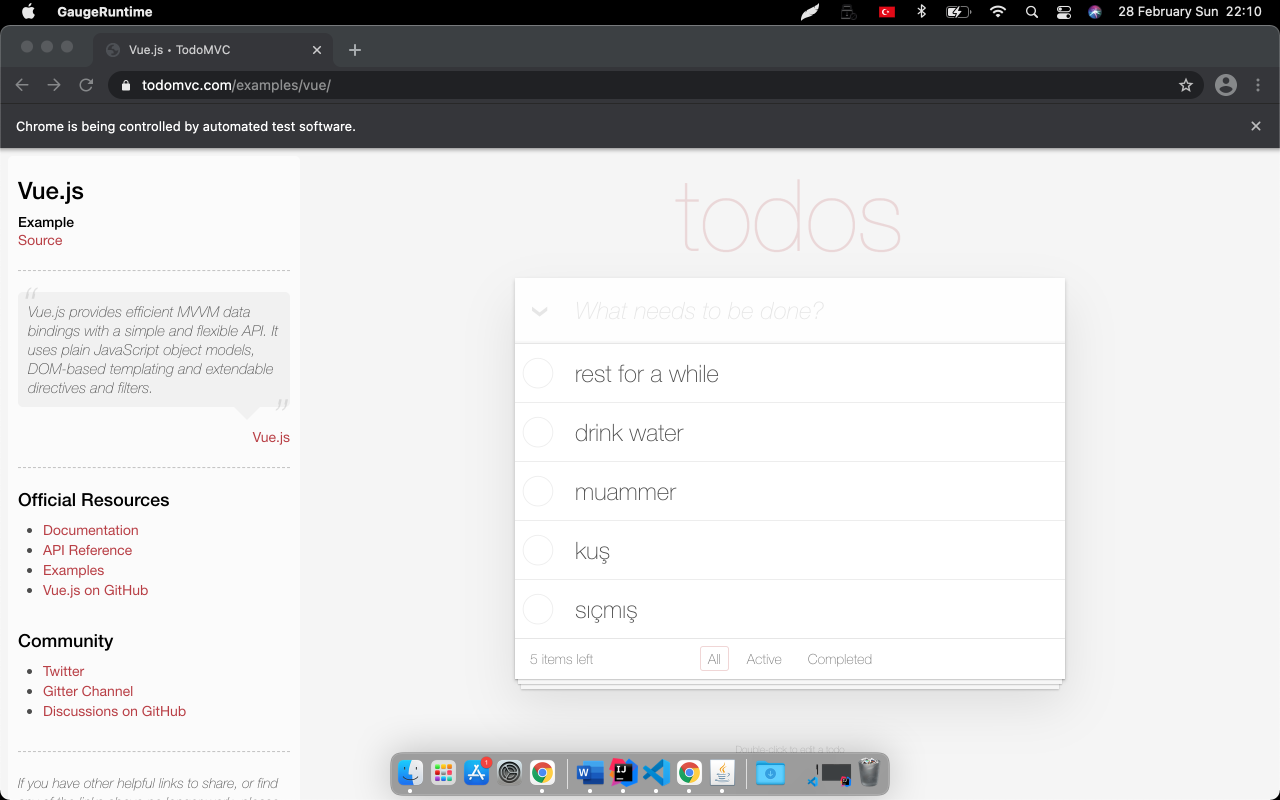 GaugeRuntime
28 February Sun 22:10
Vue.js • TodoMVC
todomvc.com/examples/vue/
Chrome is being controlled by automated test software.
Vue.js
Example
Source
“
Vue.js provides efficient MVVM data
bindings with a simple and flexible API. It
uses plain JavaScript object models,
DOM-based templating and extendable
directives and filters.
”
Vue.js
Official Resources
• Documentation
• API Reference
• Examples
• Vue.js on GitHub
Community
• Twitter
• Gitter Channel
• Discussions on GitHub
If you have other helpful links to share, or find
todos
What needs to be done?
rest for a while
drink water
muammer
kuş
sıçmış
5 items left
All
Active
Completed
Double-click to edit a todo
1
W
IJ